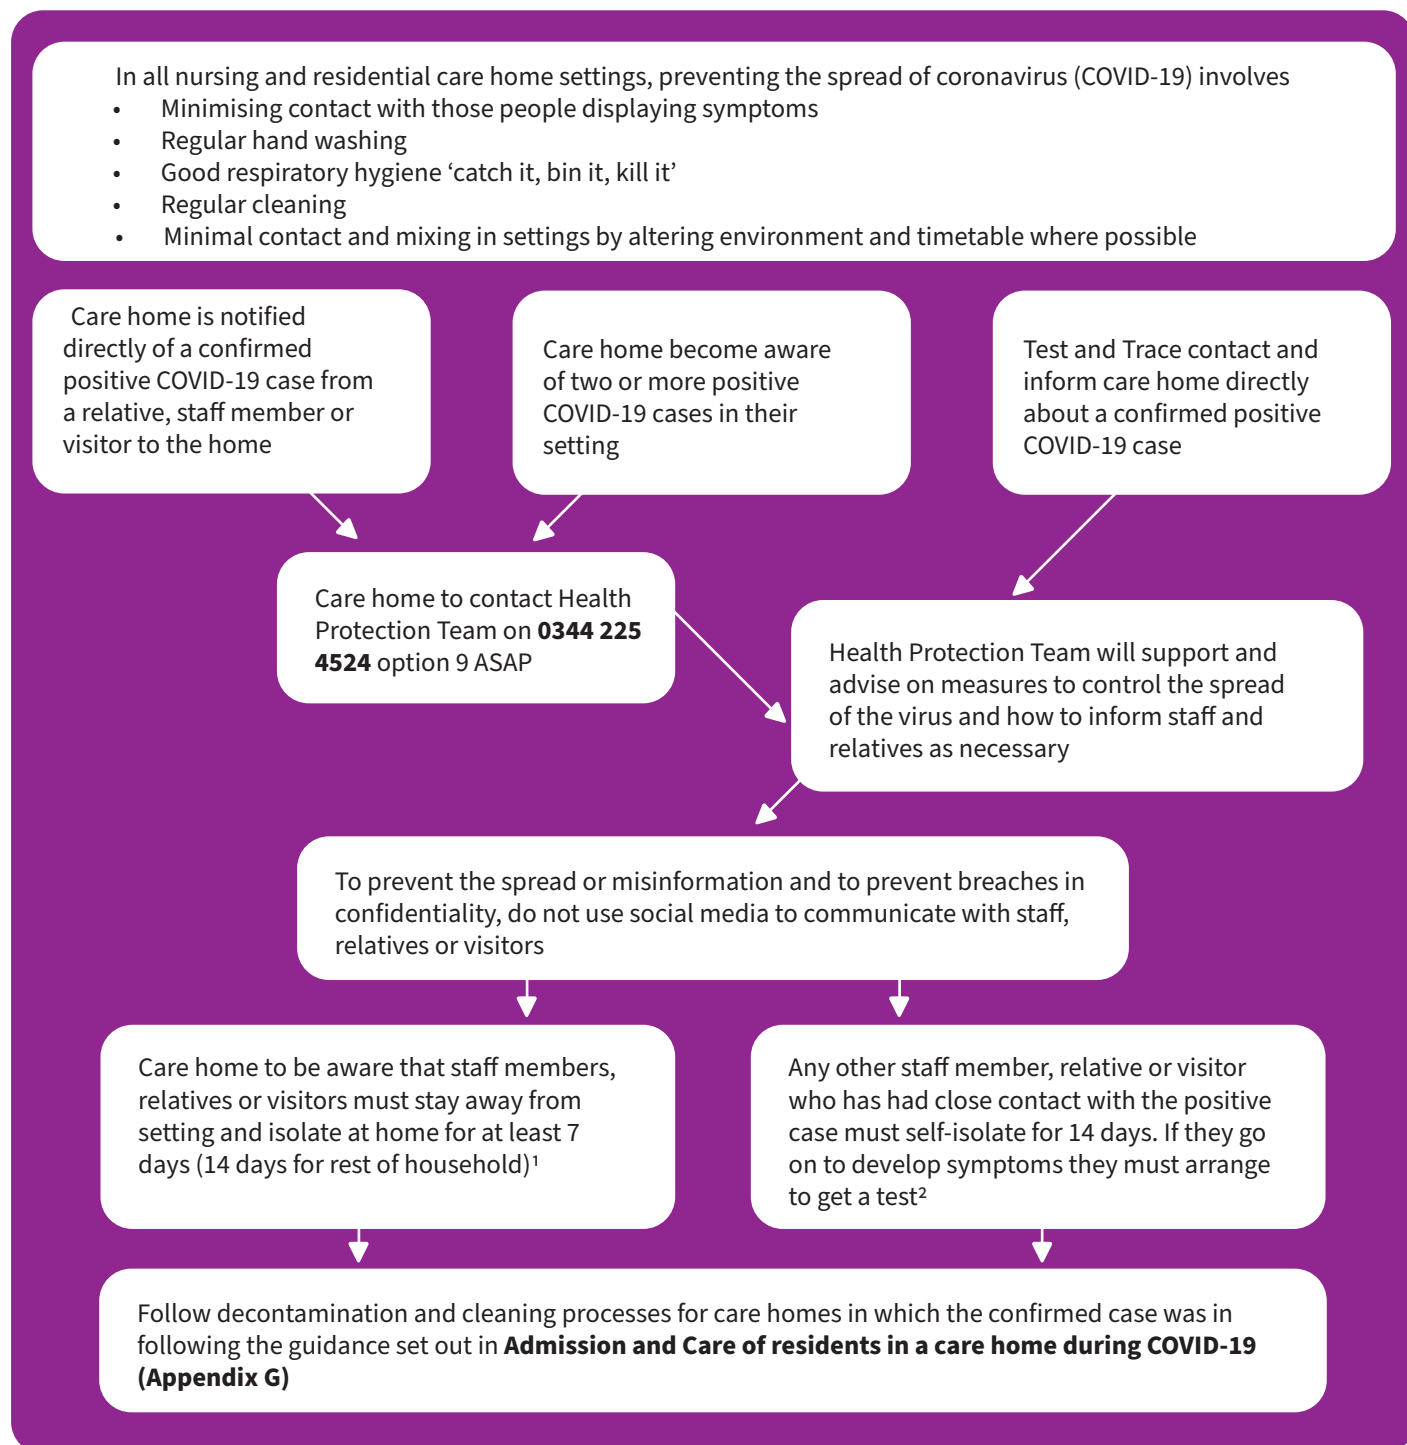 In all nursing and residential care home settings, preventing the spread of coronavirus (COVID-19) involves
• Minimising contact with those people displaying symptoms
• Regular hand washing
• Good respiratory hygiene ‘catch it, bin it, kill it’
• Regular cleaning
• Minimal contact and mixing in settings by altering environment and timetable where possible
Care home is notified
directly of a confirmed
positive COVID-19 case from
a relative, staff member or
visitor to the home
Care home become aware
of two or more positive
COVID-19 cases in their
setting
Test and Trace contact and
inform care home directly
about a confirmed positive
COVID-19 case
Care home to contact Health
Protection Team on 0344 225
4524 option 9 ASAP
Health Protection Team will support and
advise on measures to control the spread
of the virus and how to inform staff and
relatives as necessary
To prevent the spread or misinformation and to prevent breaches in
confidentiality, do not use social media to communicate with staff,
relatives or visitors
Care home to be aware that staff members,
relatives or visitors must stay away from
setting and isolate at home for at least 7
days (14 days for rest of household)¹
Any other staff member, relative or visitor
who has had close contact with the positive
case must self-isolate for 14 days. If they go
on to develop symptoms they must arrange
to get a test²
Follow decontamination and cleaning processes for care homes in which the confirmed case was in
following the guidance set out in Admission and Care of residents in a care home during COVID-19
(Appendix G)